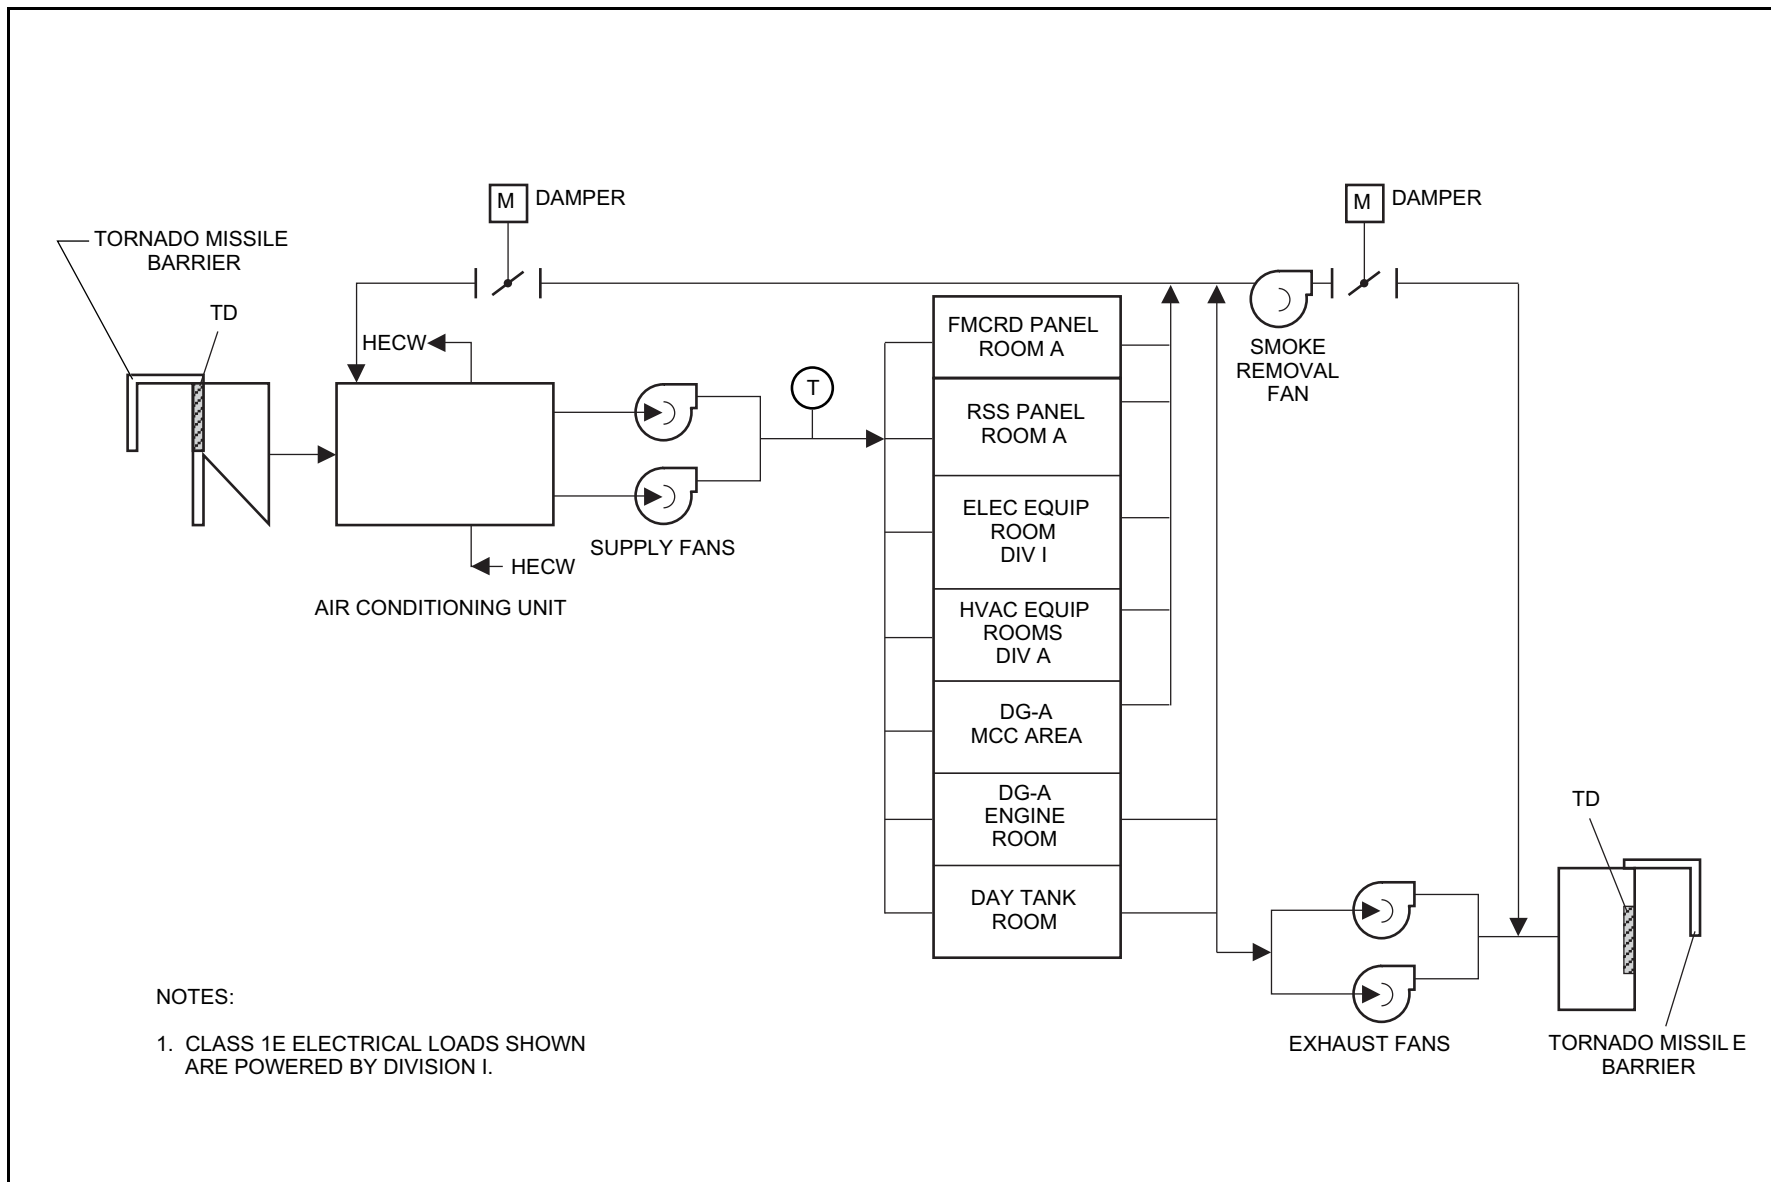 M
DAMPER
M
DAMPER
TORNADO MISSILE
BARRIER
TD
HECW
FMCRD PANEL
ROOM A
SMOKE
REMOVAL
FAN
T
RSS PANEL
ROOM A
ELEC EQUIP
ROOM
DIV I
SUPPLY FANS
HECW
AIR CONDITIONING UNIT
HVAC EQUIP
ROOMS
DIV A
DG-A
MCC AREA
DG-A
ENGINE
ROOM
TD
DAY TANK
ROOM
NOTES:
1. CLASS 1E ELECTRICAL LOADS SHOWN
ARE POWERED BY DIVISION I.
EXHAUST FANS
TORNADO MISSIL E
BARRIER